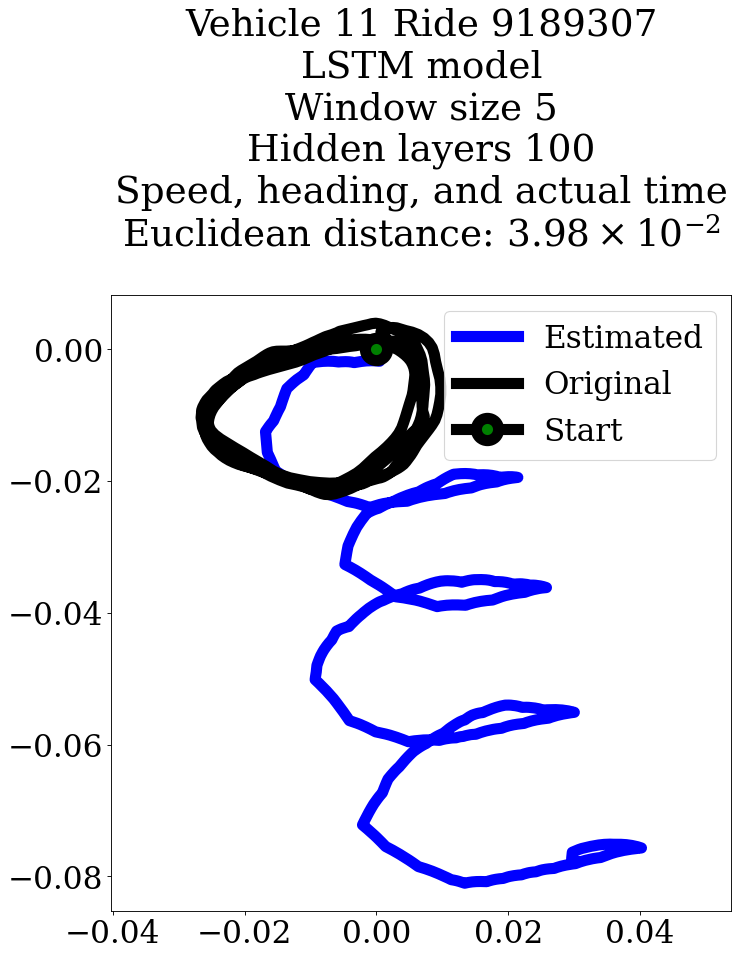 Vehicle 11 Ride 9189307
LSTM model
Window size 5
Hidden layers 100
Speed, heading, and actual time
Euclidean distance: 3.98 × 10⁻²
Estimated
Original
Start
0.00
−0.02
−0.04
−0.06
−0.08
−0.04 −0.02 0.00 0.02 0.04